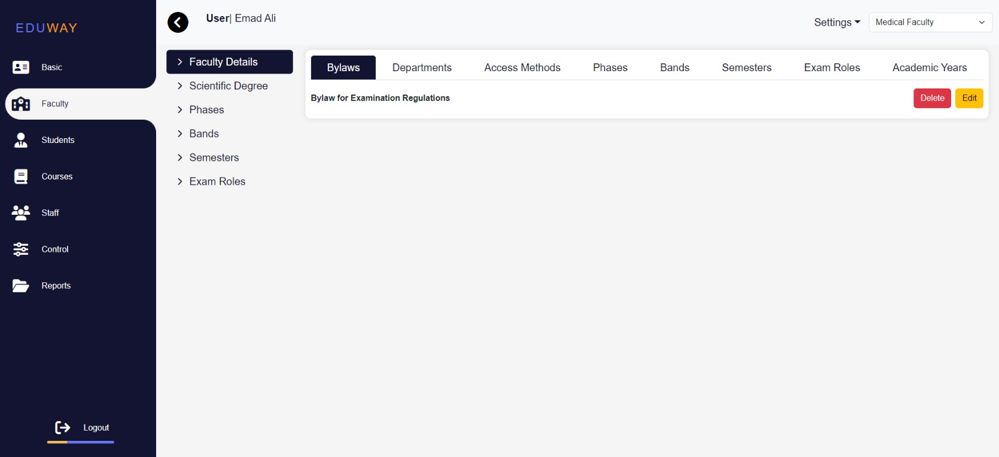 EDUWAY
Basic
Faculty
Students
Courses
Staff
Control
Reports
Logout
User| Emad Ali
Settings
Medical Faculty
Faculty Details
Scientific Degree
Phases
Bands
Semesters
Exam Roles
Bylaws Departments Access Methods Phases Bands Semesters Exam Roles Academic Years
Bylaw for Examination Regulations Delete Edit